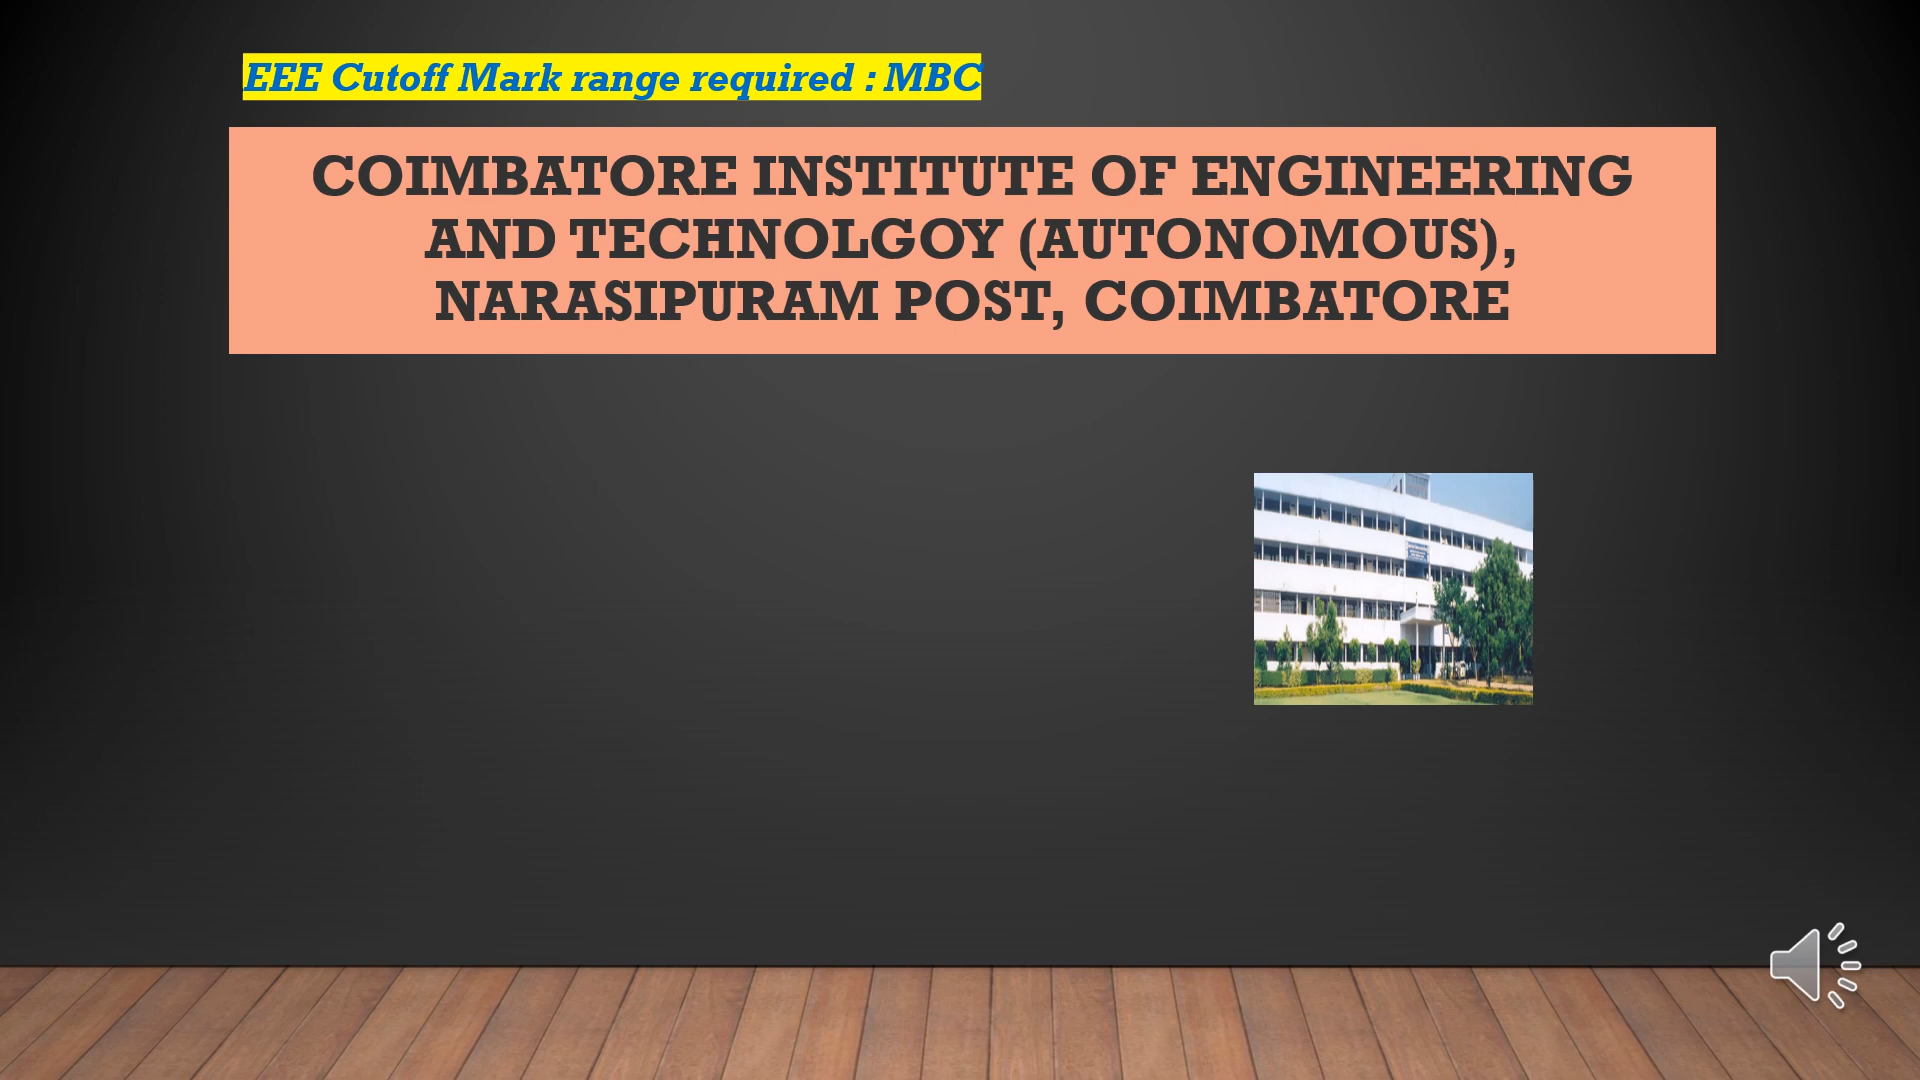 EEE Cutoff Mark range required : MBC
COIMBATORE INSTITUTE OF ENGINEERING
AND TECHNOLGOY (AUTONOMOUS),
NARASIPURAM POST, COIMBATORE